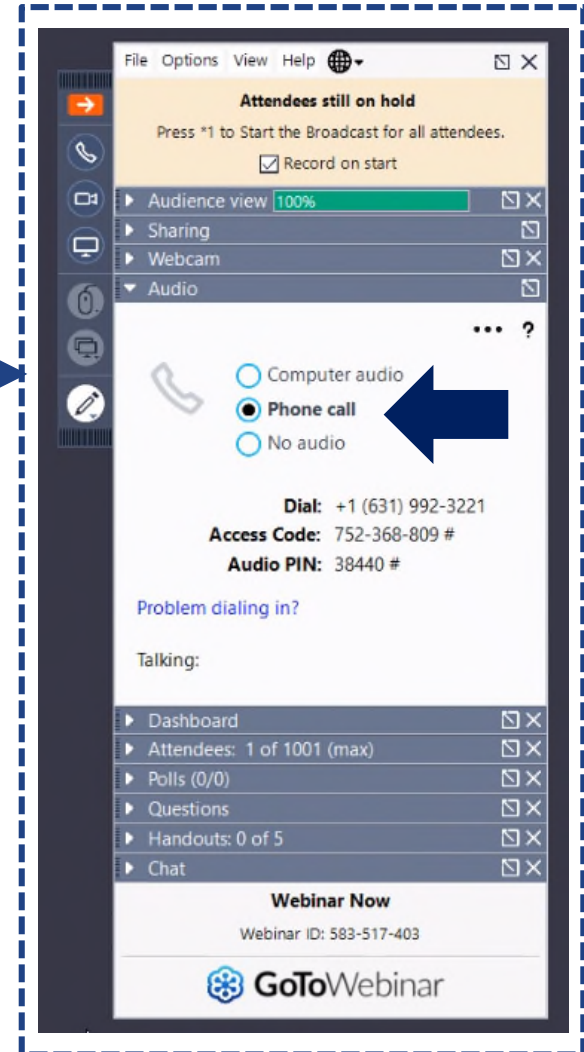 File Options View Help
Attendees still on hold
Press *1 to Start the Broadcast for all attendees.
Record on start
Audience view 100%
Sharing
Webcam
Audio
... ?
Computer audio
Phone call
No audio
Dial: +1 (631) 992-3221
Access Code: 752-368-809 #
Audio PIN: 38440 #
Problem dialing in?
Talking:
Dashboard
Attendees: 1 of 1001 (max)
Polls (0/0)
Questions
Handouts: 0 of 5
Chat
Webinar Now
Webinar ID: 583-517-403
GoToWebinar